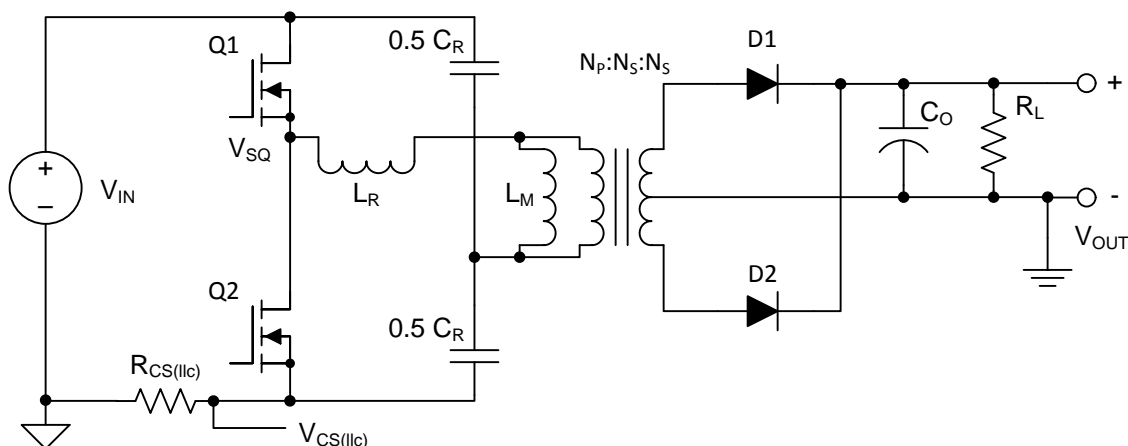 Q1
0.5 C_R
D1
N_P:N_S:N_S
+
C_O
R_L
V_SQ
+
V_IN
−
L_R
L_M
-
V_OUT
D2
Q2
0.5 C_R
R_CS(llc)
V_CS(llc)